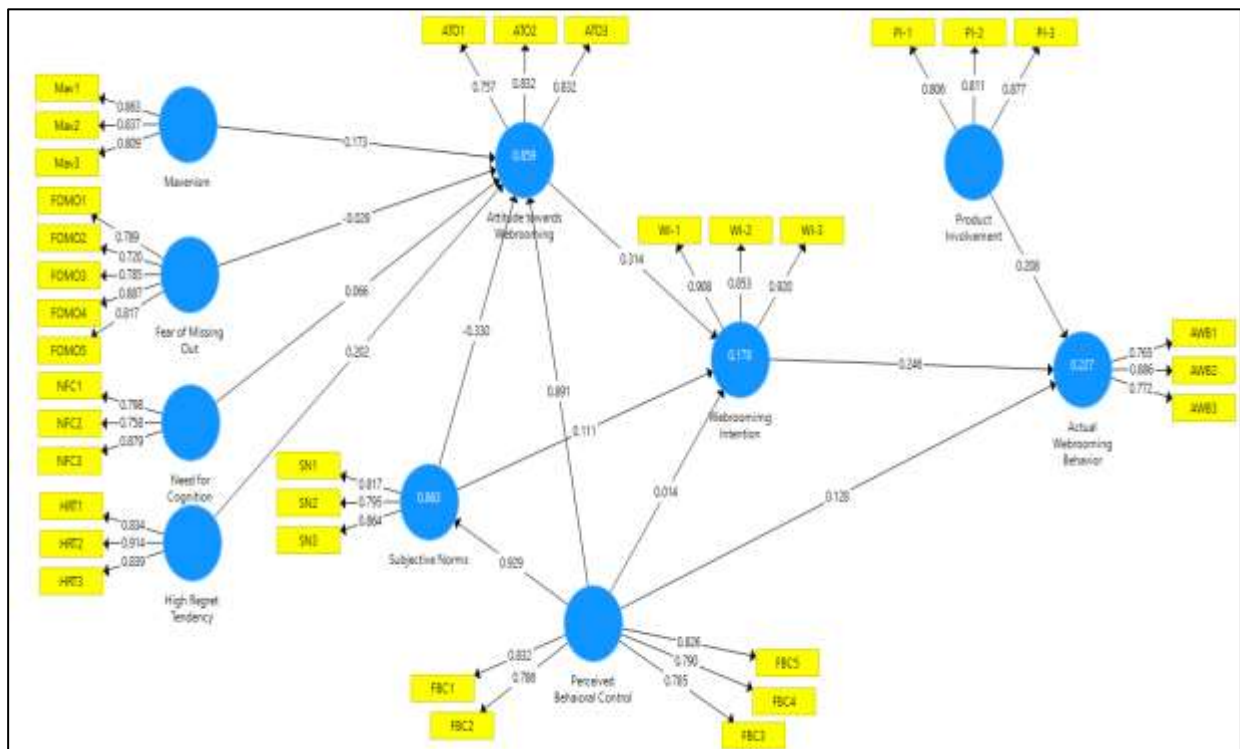 ATO1
ATO2
ATO3
PI-1
PI-2
PI-3
0.757
0.832
0.832
0.806
0.811
0.877
Mav1
Mav2
Mav3
0.863
0.837
0.809
Mavenism
0.173
0.859
Attitude towards
Webrooming
Product
Involvement
FOMO1
FOMO2
FOMO3
FOMO4
FOMO5
0.789
0.720
0.785
0.887
0.817
Fear of Missing
Out
-0.028
WI-1
WI-2
WI-3
0.908
0.853
0.920
0.314
0.208
0.066
-0.330
0.202
0.891
NFC1
NFC2
NFC3
0.798
0.758
0.879
Need for
Cognition
0.178
Webrooming
Intention
0.246
0.207
Actual
Webrooming
Behavior
AWB1
AWB2
AWB3
0.763
0.886
0.772
0.111
SN1
SN2
SN3
0.817
0.795
0.864
0.863
Subjective Norms
0.014
0.128
HRT1
HRT2
HRT3
0.834
0.914
0.839
High Regret
Tendency
0.929
Perceived
Behaioral Control
FBC1
FBC2
FBC3
FBC4
FBC5
0.832
0.788
0.785
0.790
0.826